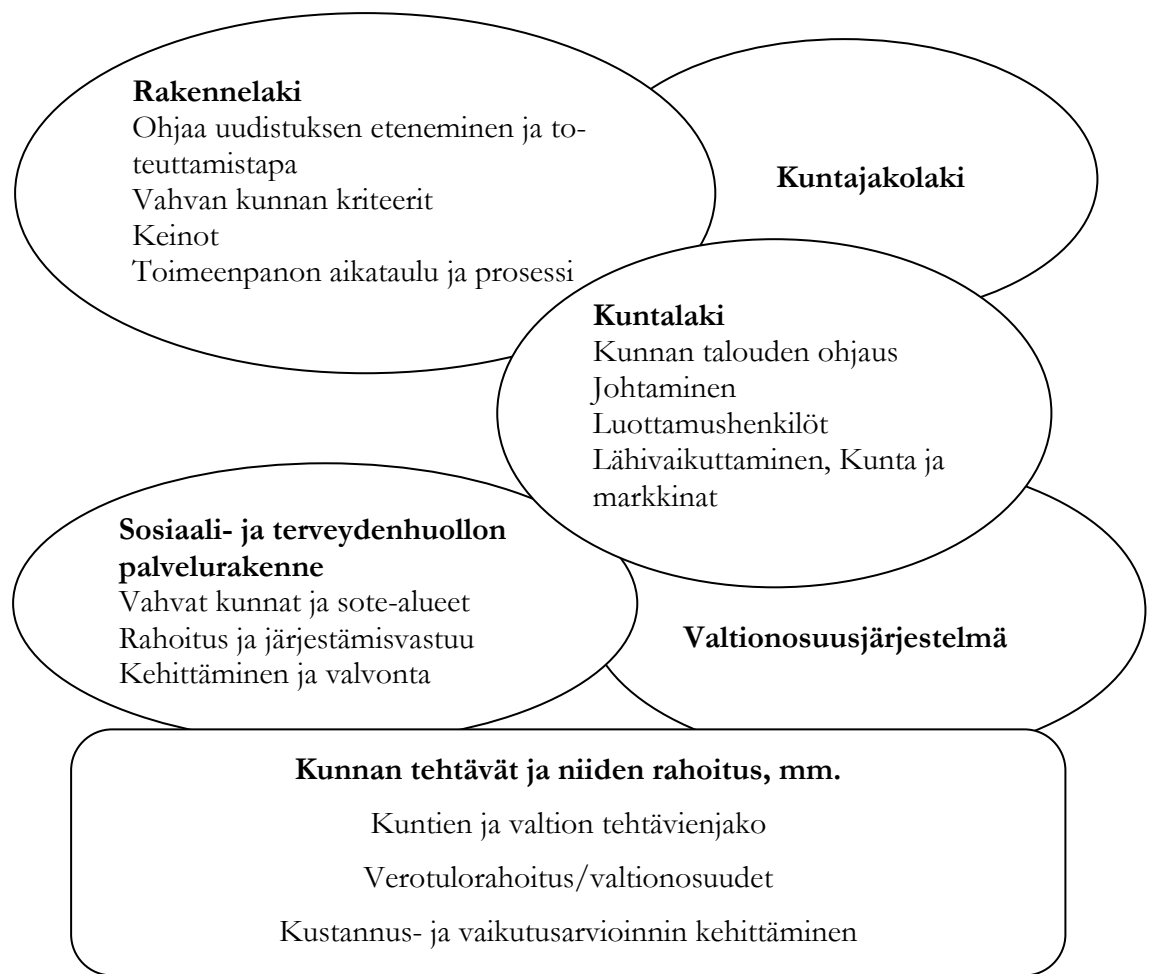 Rakennelaki
Ohjaa uudistuksen eteneminen ja to-
teuttamistapa
Vahvan kunnan kriteerit
Keinot
Toimeenpanon aikataulu ja prosessi
Kuntajakolaki
Kuntalaki
Kunnan talouden ohjaus
Johtaminen
Luottamushenkilöt
Lähivaikuttaminen, Kunta ja
markkinat
Sosiaali- ja terveydenhuollon
palvelurakenne
Vahvat kunnat ja sote-alueet
Rahoitus ja järjestämisvastuu
Kehittäminen ja valvonta
Valtionosuusjärjestelmä
Kunnan tehtävät ja niiden rahoitus, mm.
Kuntien ja valtion tehtävienjako
Verotulorahoitus/valtionosuudet
Kustannus- ja vaikutusarvioinnin kehittäminen